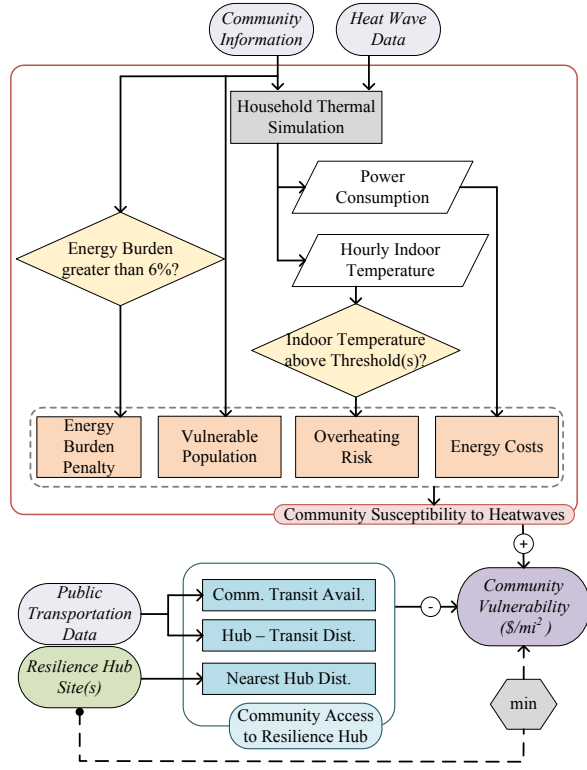 Community
Information
Heat Wave
Data
Household Thermal
Simulation
Power
Consumption
Energy Burden
greater than 6%?
Hourly Indoor
Temperature
Indoor Temperature
above Threshold(s)?
Energy
Burden
Penalty
Vulnerable
Population
Overheating
Risk
Energy Costs
Community Susceptibility to Heatwaves
+
Public
Transportation
Data
Comm. Transit Avail.
Hub – Transit Dist.
-
Community
Vulnerability
($/mi²)
Resilience Hub
Site(s)
Nearest Hub Dist.
min
Community Access
to Resilience Hub